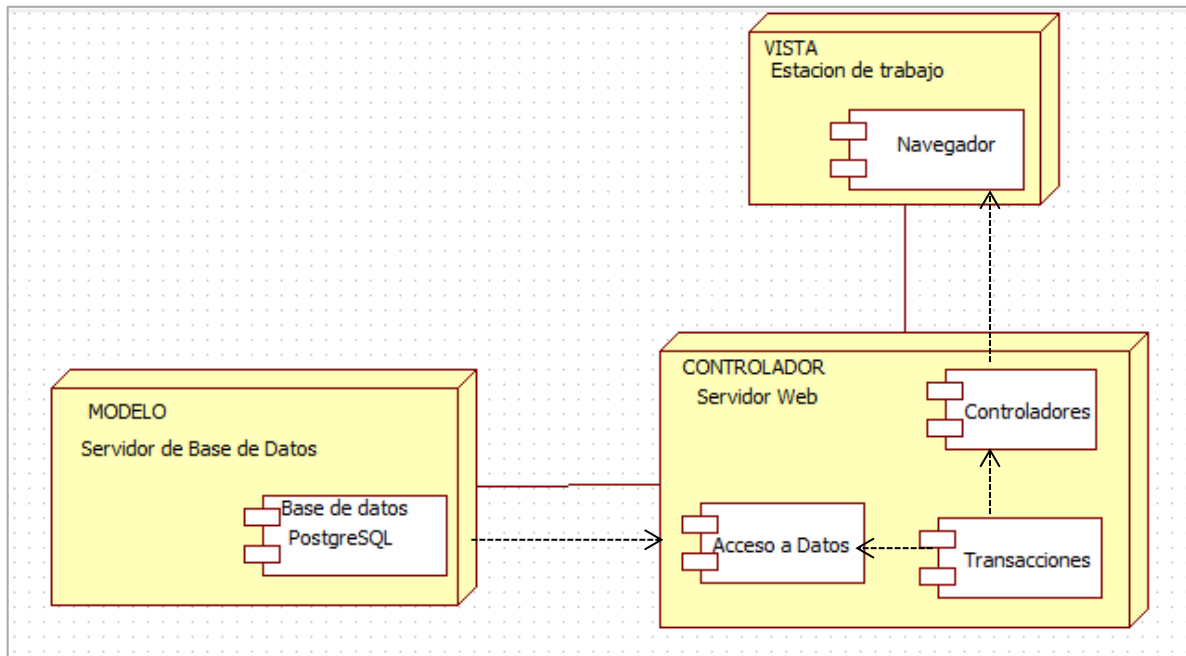 VISTA
Estacion de trabajo
Navegador
CONTROLADOR
Servidor Web
Controladores
MODELO
Servidor de Base de Datos
Base de datos
PostgreSQL
Acceso a Datos
Transacciones